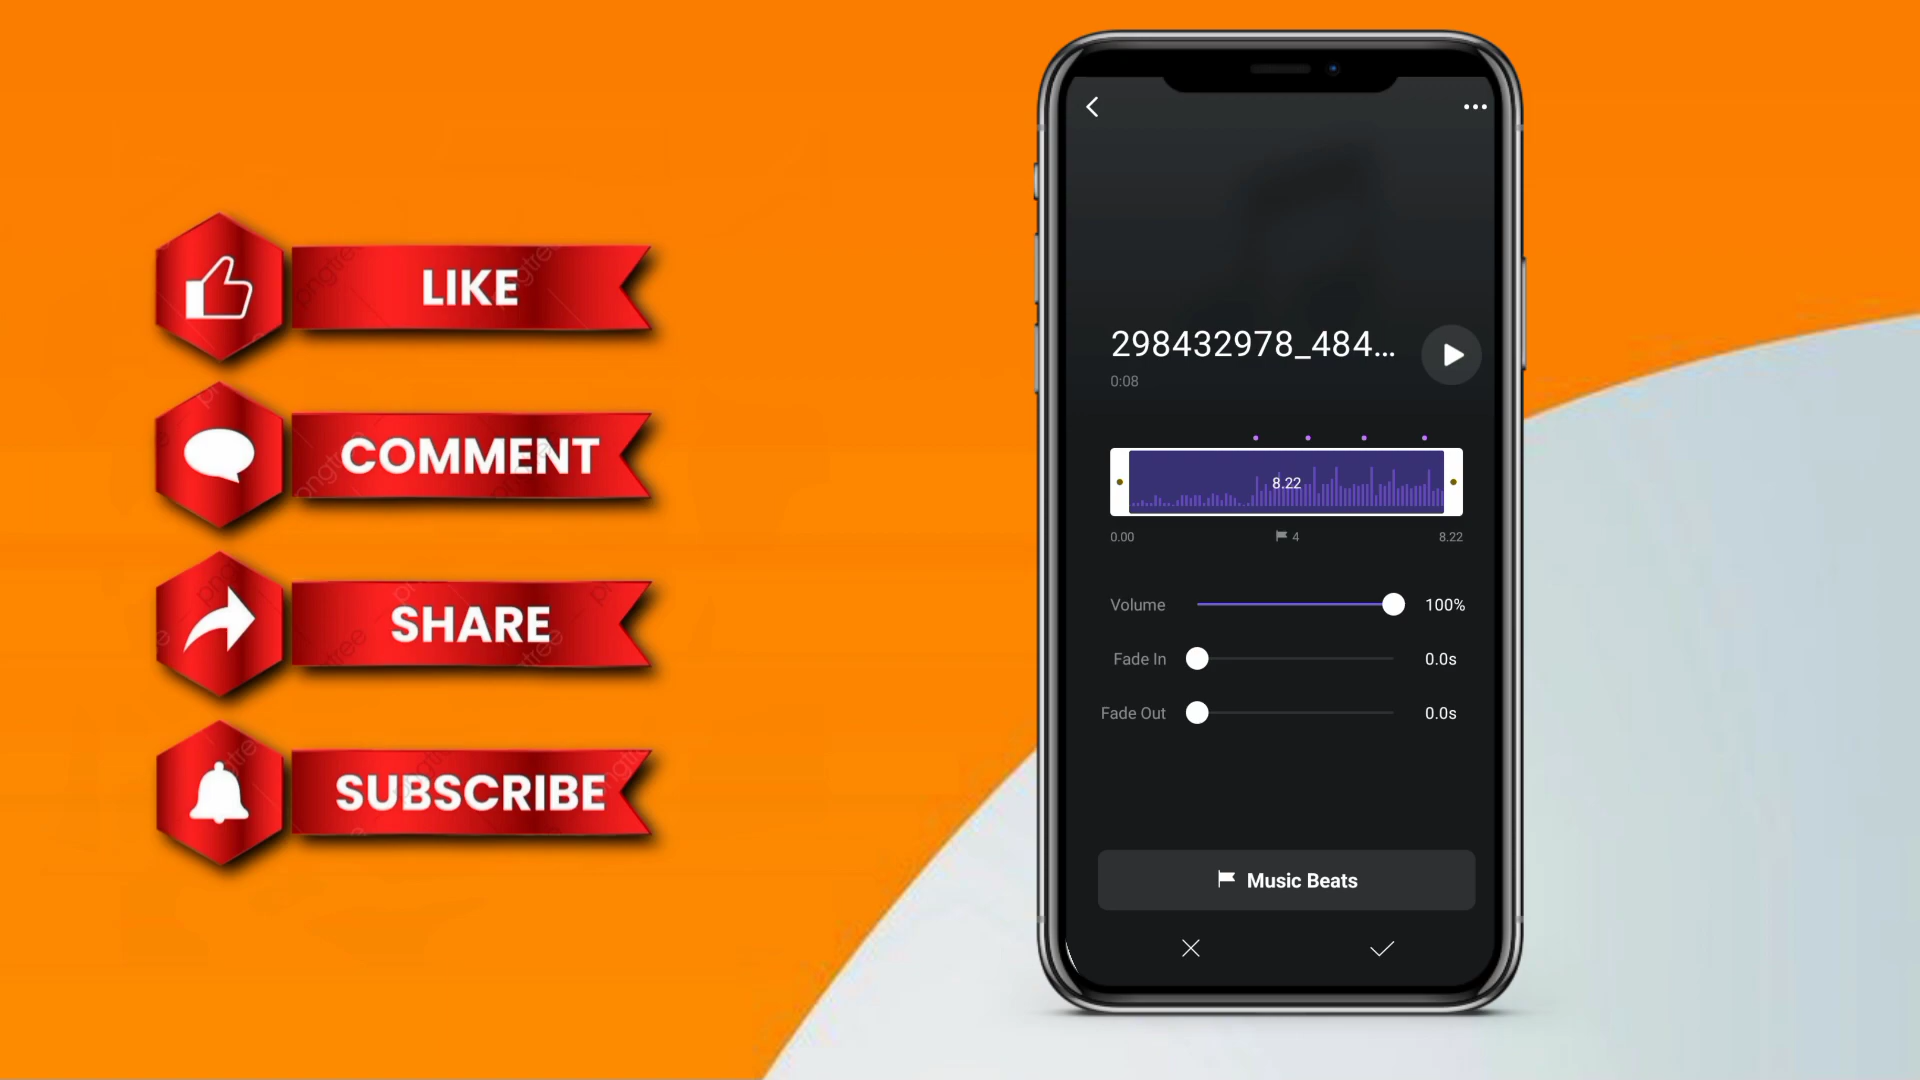 LIKE
COMMENT
SHARE
SUBSCRIBE
298432978_484...
0:08
8.22
0.00
4
8.22
Volume
100%
Fade In
0.0s
Fade Out
0.0s
Music Beats
pngtree